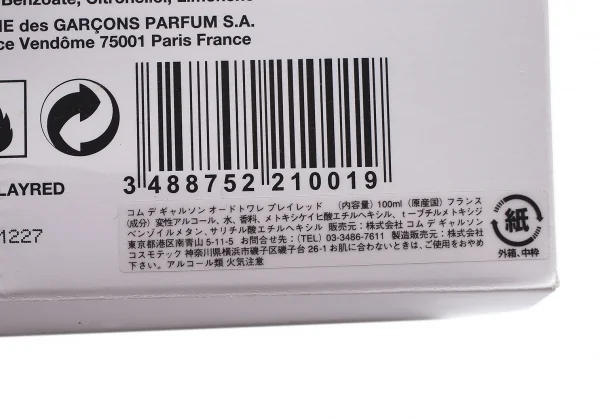 Benzoate, Citronellol, Limonene
ME des GARÇONS PARFUM S.A.
ce Vendôme 75001 Paris France
LAYRED
1227
3 488752 210019
コム デ ギャルソン オードトワレ プレイレッド (内容量) 100ml (原産国) フランス
(成分) 変性アルコール、水、香料、メトキシケイヒ酸エチルヘキシル、t-ブチルメトキシジ
ベンゾイルメタン、サリチル酸エチルヘキシル 販売元：(株)コム デ ギャルソン
東京都港区南青山5-11-5 お問合せ先：(TEL) 03-3486-7611 製造販売元：株式会社
コスモテック 神奈川県横浜市磯子区磯子台 26-1 お肌に合わないときは、ご使用をおやめ
下さい。アルコール類 火気注意
紙
外箱、中枠